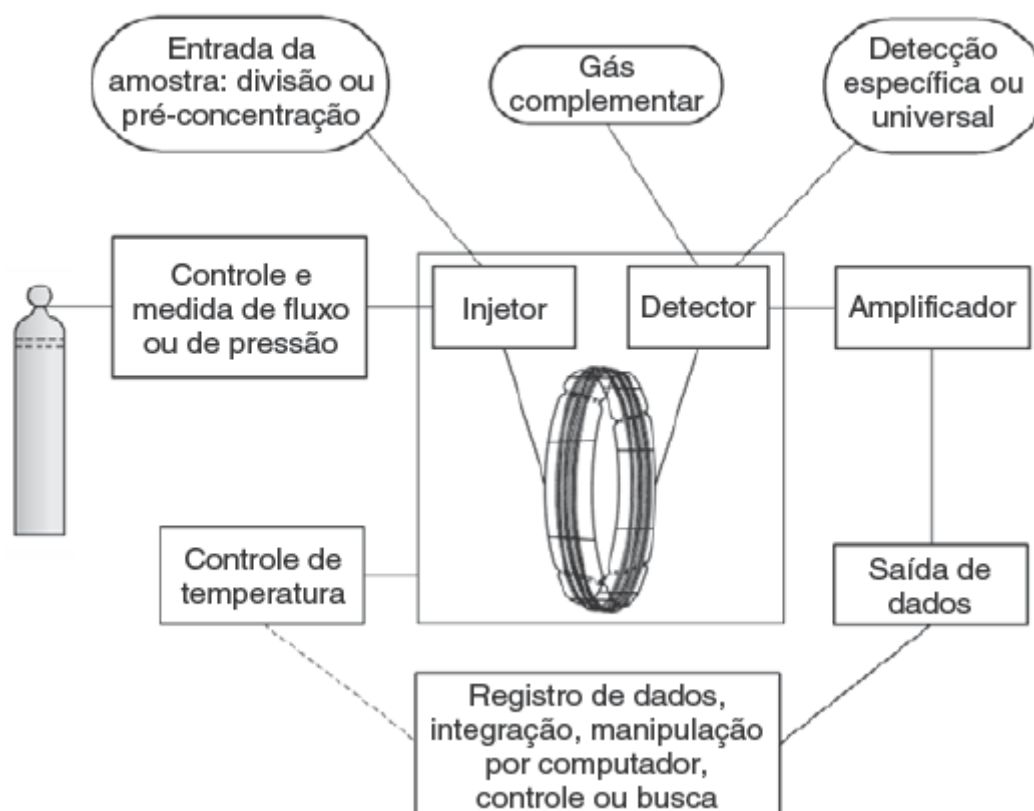 Entrada da
amostra: divisão ou
pré-concentração
Gás
complementar
Detecção
específica ou
universal
Controle e
medida de fluxo
ou de pressão
Injetor
Detector
Amplificador
Controle de
temperatura
Saída de
dados
Registro de dados,
integração, manipulação
por computador,
controle ou busca